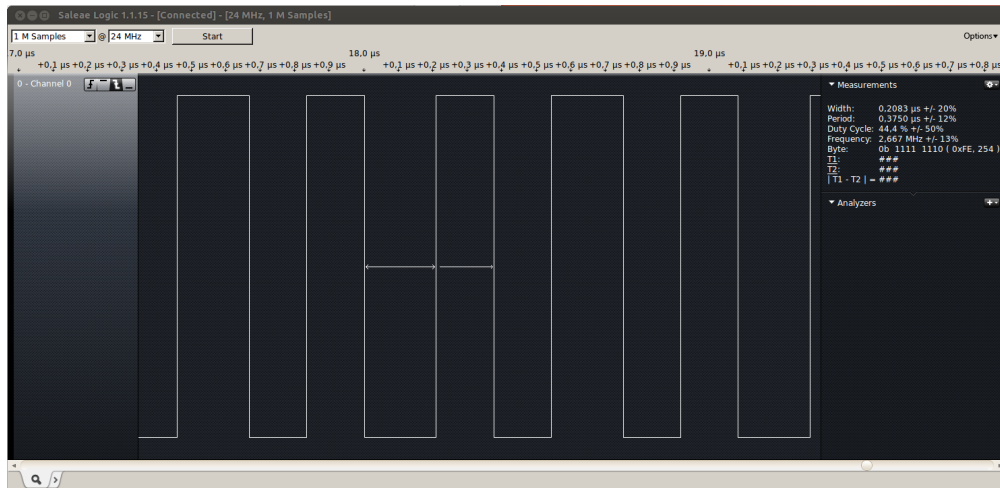 Saleae Logic 1.1.15 - [Connected] - [24 MHz, 1 M Samples]
1 M Samples @ 24 MHz Start Options
7,0 µs 18,0 µs 19,0 µs
+0,1 µs +0,2 µs +0,3 µs +0,4 µs +0,5 µs +0,6 µs +0,7 µs +0,8 µs +0,9 µs +0,1 µs +0,2 µs +0,3 µs +0,4 µs +0,5 µs +0,6 µs +0,7 µs +0,8 µs +0,9 µs +0,1 µs +0,2 µs +0,3 µs +0,4 µs +0,5 µs +0,6 µs +0,7 µs +0,8 µs
0 - Channel 0
Measurements
Width: 0,2083 µs +/- 20%
Period: 0,3750 µs +/- 12%
Duty Cycle: 44,4 % +/- 50%
Frequency: 2,667 MHz +/- 13%
Byte: 0b 1111 1110 ( 0xFE, 254 )
T1: ###
T2: ###
| T1 - T2 | = ###
Analyzers